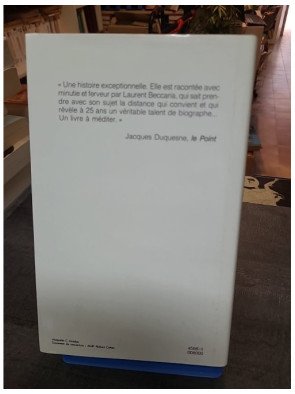 « Une histoire exceptionnelle. Elle est racontée avec
minutie et ferveur par Laurent Beccaria, qui sait pren-
dre avec son sujet la distance qui convient et qui
révèle à 25 ans un véritable talent de biographe...
Un livre à méditer. »
Jacques Duquesne, le Point